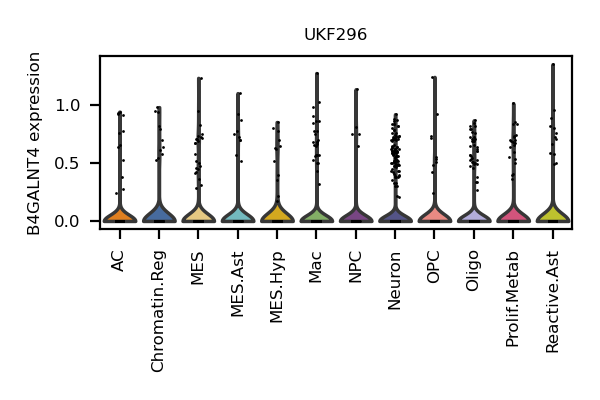 UKF296
B4GALNT4 expression
1.0
0.5
0.0
AC
Chromatin.Reg
MES
MES.Ast
MES.Hyp
Mac
NPC
Neuron
OPC
Oligo
Prolif.Metab
Reactive.Ast